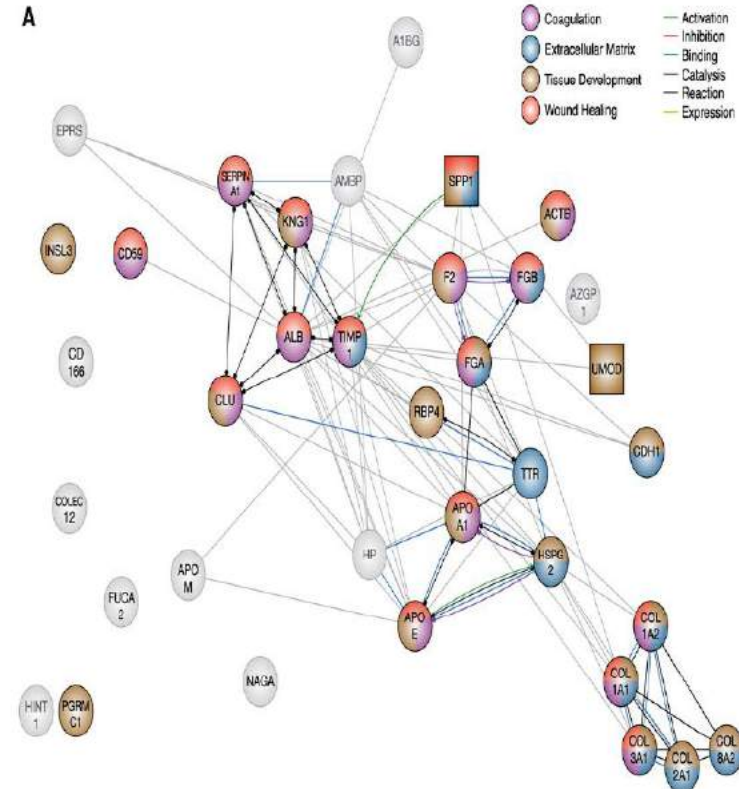 A
Coagulation
Extracellular Matrix
Tissue Development
Wound Healing
Activation
Inhibition
Binding
Catalysis
Reaction
Expression
A1BG
EPRS
SERPIN
A1
AMBP
SPP1
KNG1
ACTB
INSL3
CD59
F2
FGB
AZGP
1
ALB
TIMP
1
CD
166
FGA
UMOD
CLU
RBP4
CDH1
TTR
COLEC
12
APO
A1
HP
HSPG
2
APO
M
FUCA
2
APO
E
COL
1A2
NAGA
COL
1A1
HINT
1
PGRM
C1
COL
3A1
COL
2A1
COL
8A2